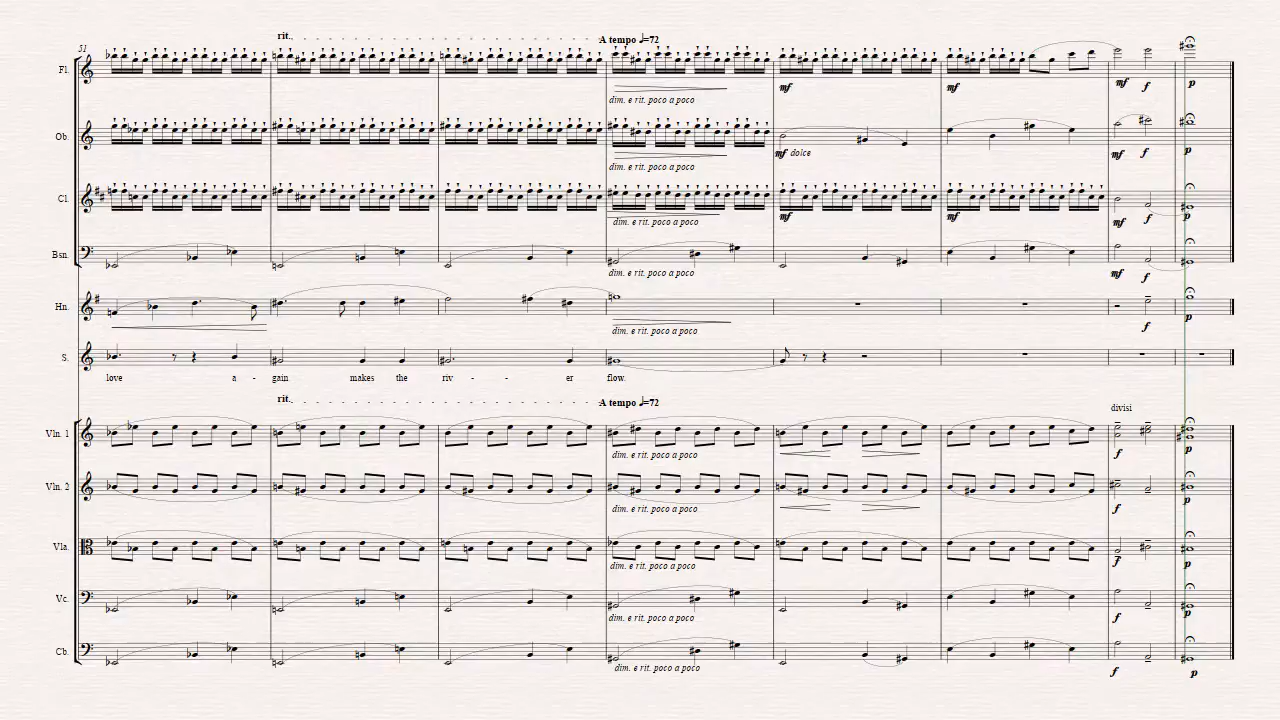 51
rit.
A tempo ♩=72
Fl.
dim. e rit. poco a poco
mf
mf
mf
f
p
Ob.
dim. e rit. poco a poco
mf dolce
mf
f
p
Cl.
dim. e rit. poco a poco
mf
mf
mf
f
p
Bsn.
dim. e rit. poco a poco
mf
f
Hn.
dim. e rit. poco a poco
f
p
S.
love a - gain makes the riv - - er flow.
rit.
A tempo ♩=72
divisi
Vln. 1
dim. e rit. poco a poco
f
p
Vln. 2
dim. e rit. poco a poco
f
p
Vla.
dim. e rit. poco a poco
f
p
Vc.
dim. e rit. poco a poco
f
p
Cb.
dim. e rit. poco a poco
f
p